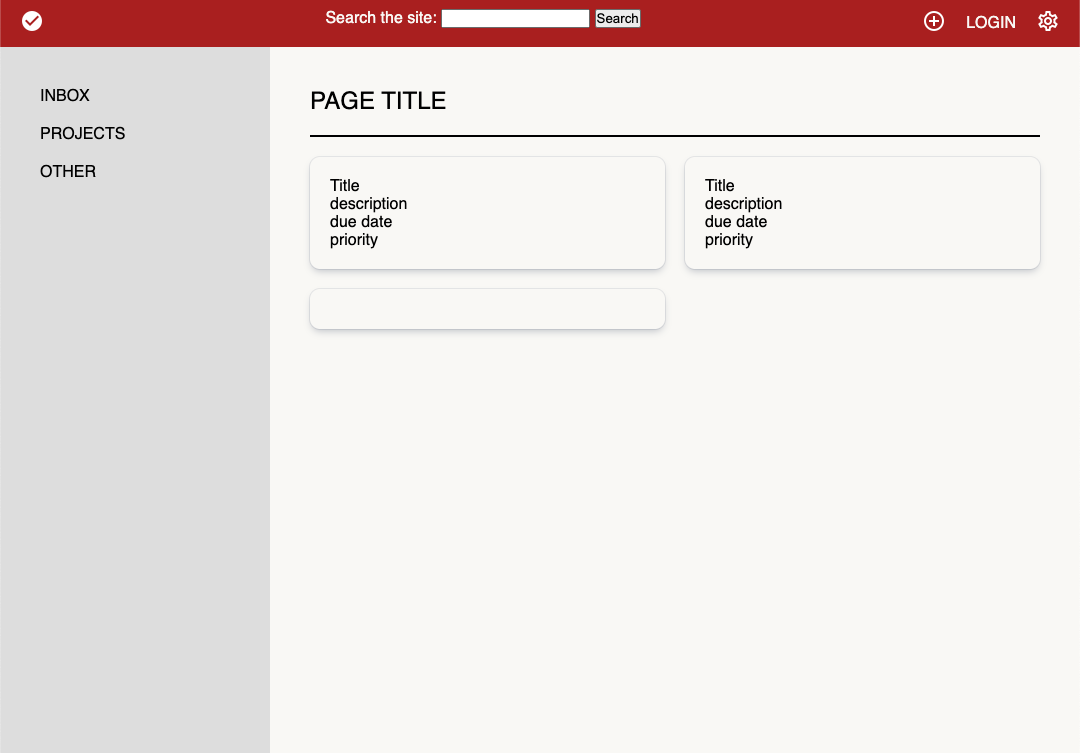 Search the site: Search LOGIN
INBOX
PROJECTS
OTHER
PAGE TITLE
Title
description
due date
priority
Title
description
due date
priority